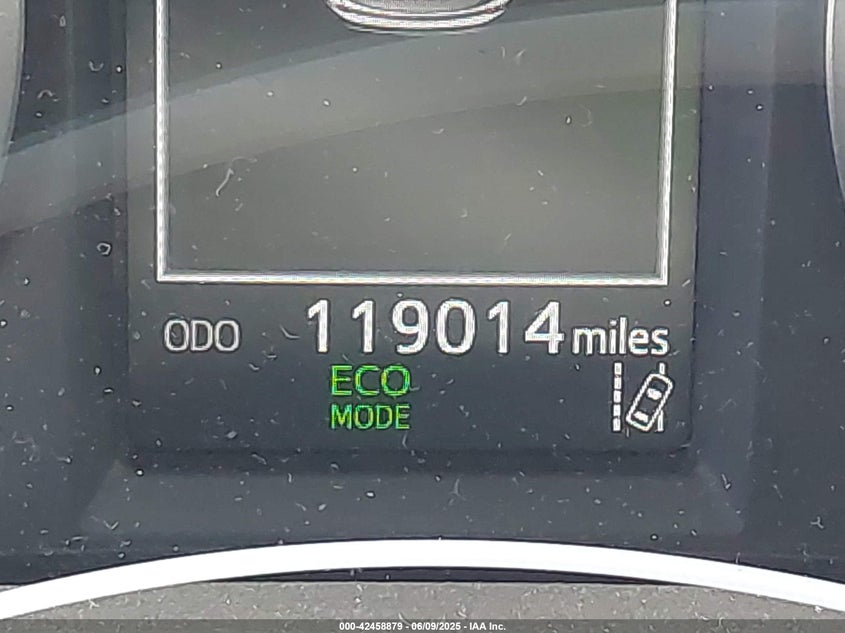 ODO 119014 miles
ECO
MODE
000-42458879 - 06/09/2025 - IAA Inc.